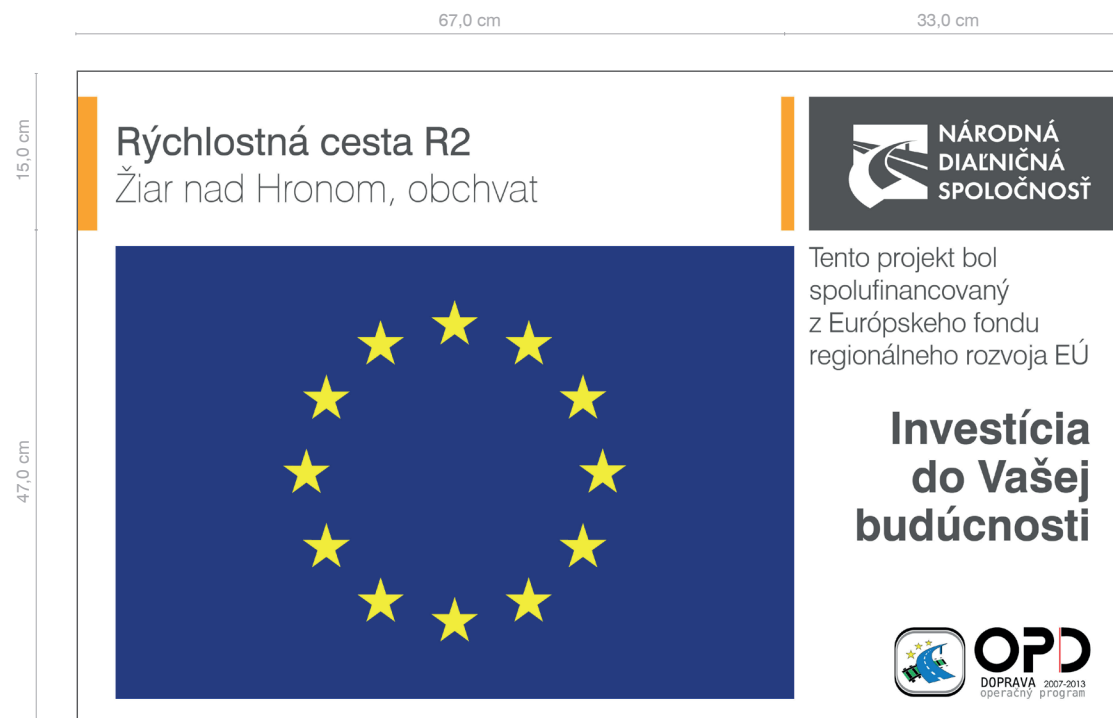 67,0 cm
33,0 cm
15,0 cm
47,0 cm
Rýchlostná cesta R2
Žiar nad Hronom, obchvat
NÁRODNÁ
DIAĽNIČNÁ
SPOLOČNOSŤ
Tento projekt bol
spolufinancovaný
z Európskeho fondu
regionálneho rozvoja EÚ
Investícia
do Vašej
budúcnosti
OPD
DOPRAVA 2007-2013
operačný program